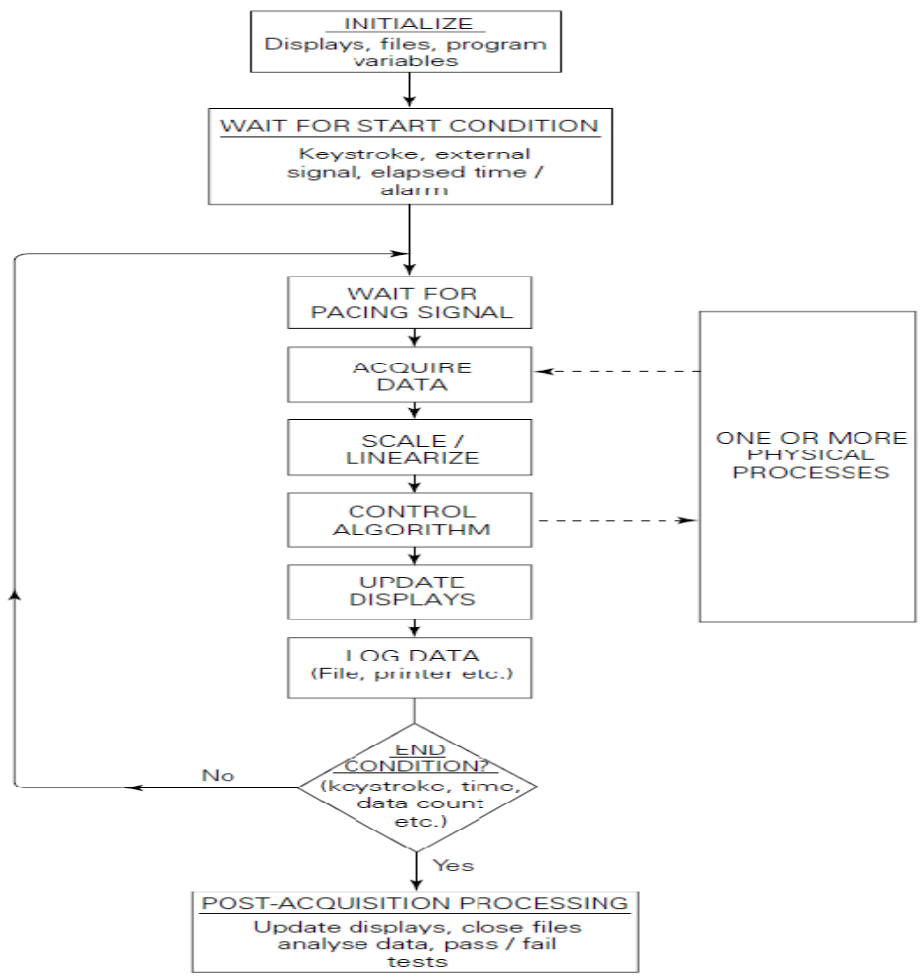 INITIALIZE
Displays, files, program
variables
WAIT FOR START CONDITION
Keystroke, external
signal, elapsed time /
alarm
WAIT FOR
PACING SIGNAL
ACQUIRE
DATA
SCALE /
LINEARIZE
CONTROL
ALGORITHM
UPDATE
DISPLAYS
LOG DATA
(File, printer etc.)
ONE OR MORE
PHYSICAL
PROCESSES
END
CONDITION?
(keystroke, time,
data count
etc.)
No
Yes
POST-ACQUISITION PROCESSING
Update displays, close files
analyse data, pass / fail
tests